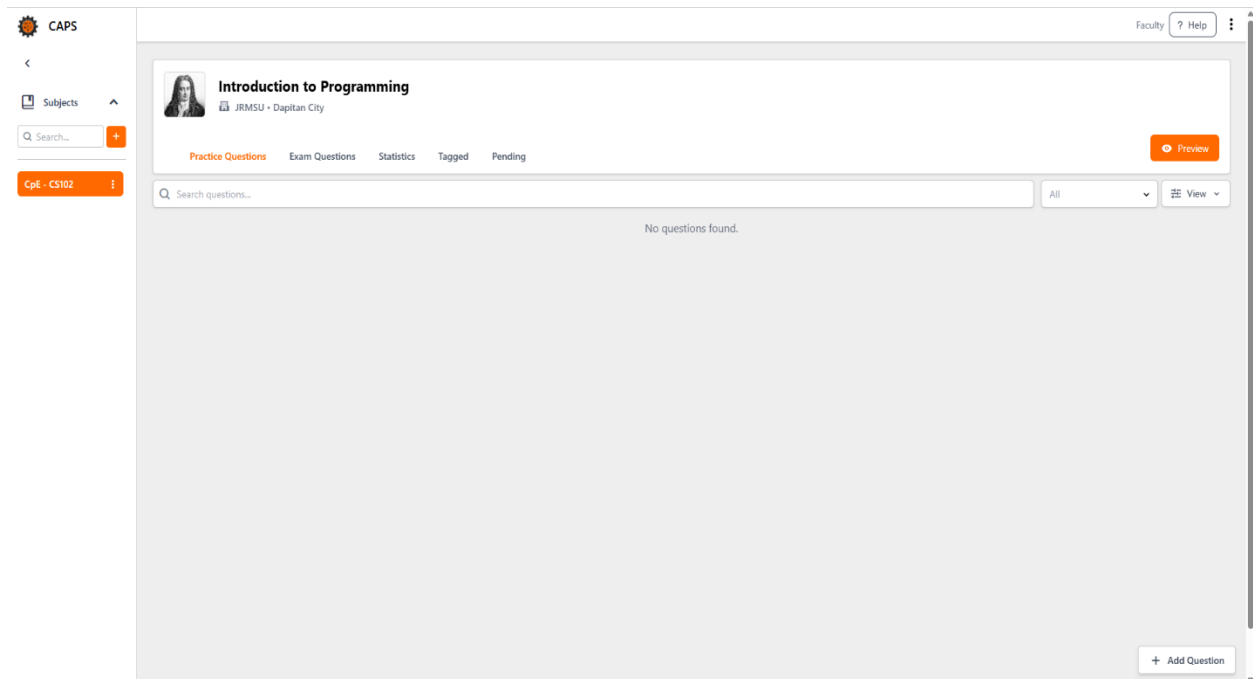 CAPS
Faculty
? Help
Subjects
Search...
+
CpE - CS102
Introduction to Programming
JRMSU • Dapitan City
Practice Questions Exam Questions Statistics Tagged Pending
Preview
Search questions...
All
View
No questions found.
+ Add Question